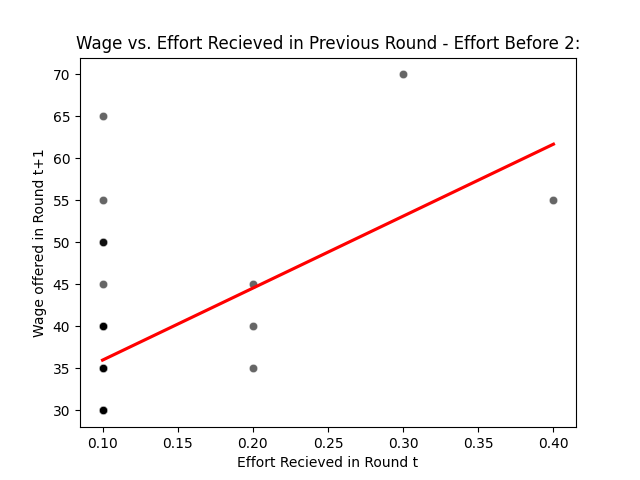 Wage vs. Effort Recieved in Previous Round - Effort Before 2:
70
65
60
55
50
45
40
35
30
Wage offered in Round t+1
0.10 0.15 0.20 0.25 0.30 0.35 0.40
Effort Recieved in Round t